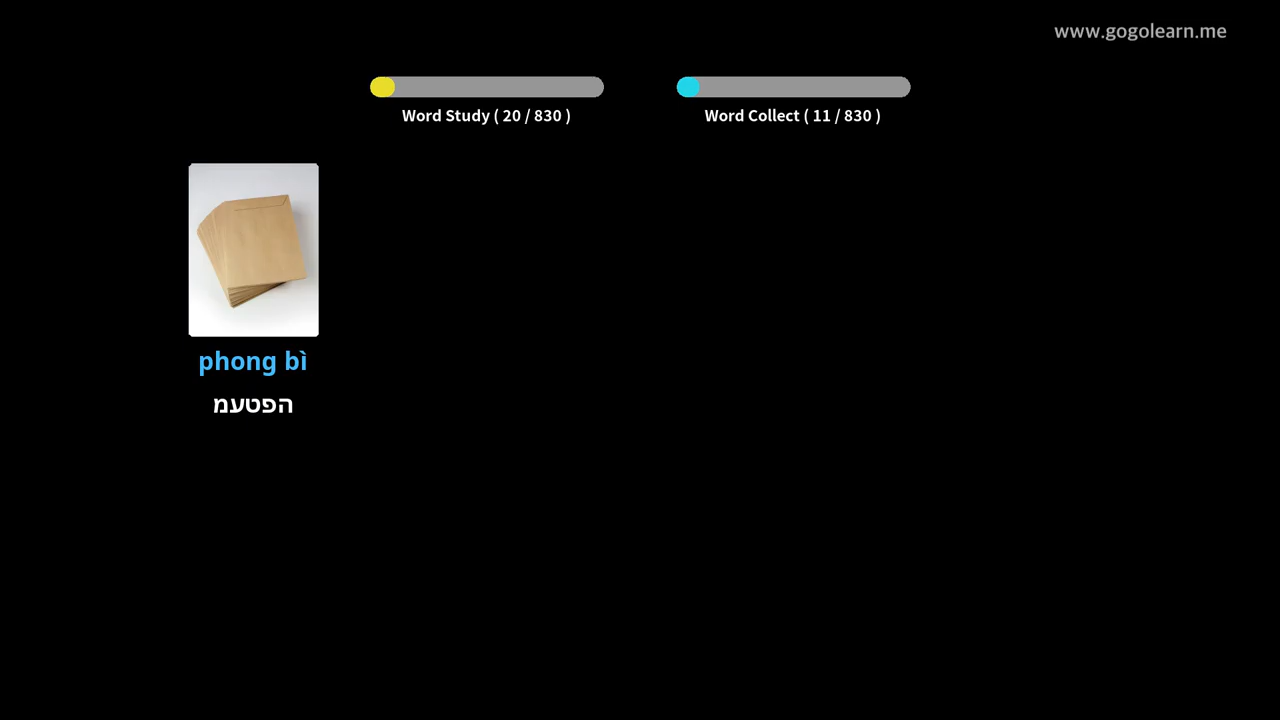 www.gogolearn.me
Word Study ( 20 / 830 )
Word Collect ( 11 / 830 )
phong bì
הפטעמ